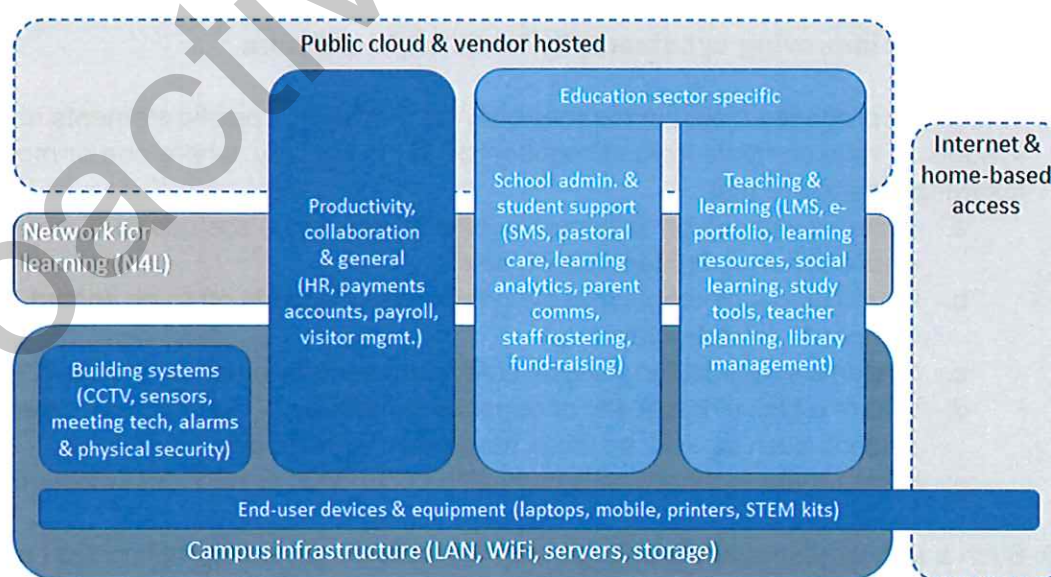 Public cloud & vendor hosted
Education sector specific
Internet &
home-based
access
School admin. &
student support
(SMS, pastoral
care, learning
analytics, parent
comms,
staff rostering,
fund-raising)
Teaching &
learning (LMS, e-
portfolio, learning
resources, social
learning, study
tools, teacher
planning, library
management)
Productivity,
collaboration
& general
(HR, payments
accounts, payroll,
visitor mgmt.)
Network for
learning (N4L)
Building systems
(CCTV, sensors,
meeting tech, alarms
& physical security)
End-user devices & equipment (laptops, mobile, printers, STEM kits)
Campus infrastructure (LAN, WiFi, servers, storage)
oactiv